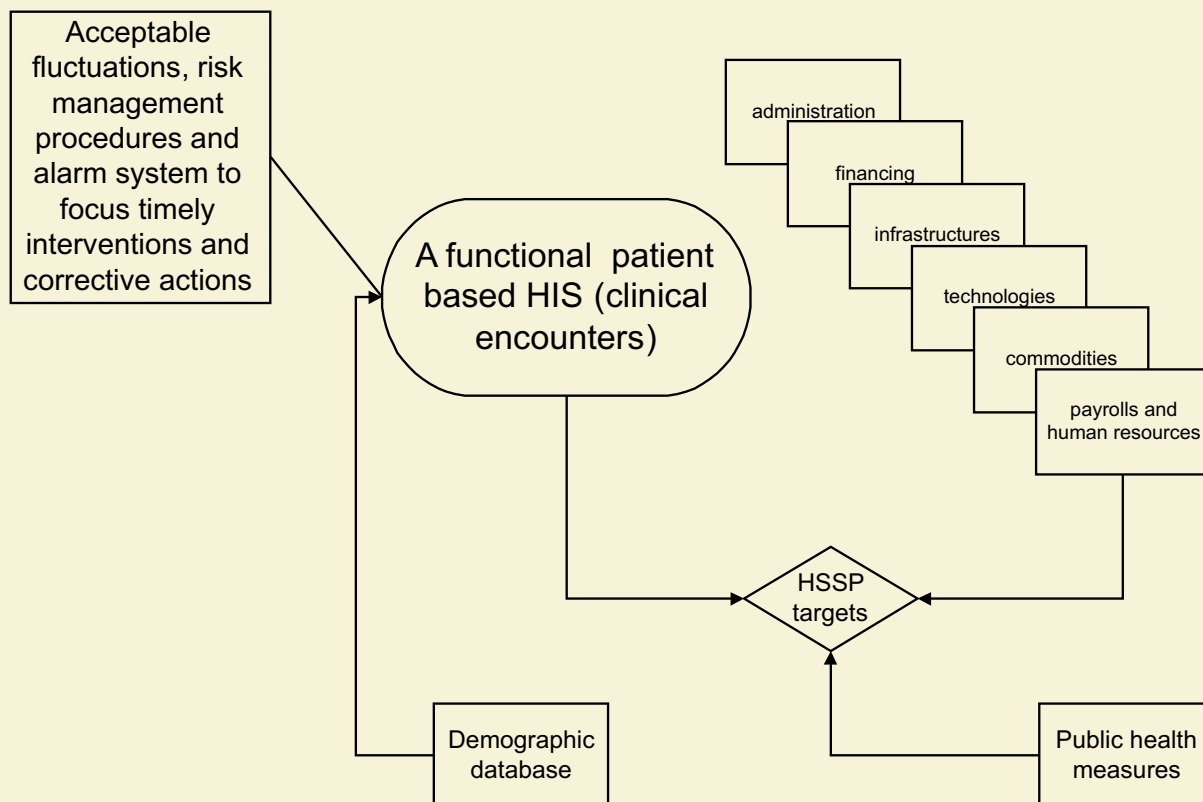 Acceptable
fluctuations, risk
management
procedures and
alarm system to
focus timely
interventions and
corrective actions
administration
financing
infrastructures
technologies
commodities
payrolls and
human resources
A functional patient
based HIS (clinical
encounters)
HSSP
targets
Demographic
database
Public health
measures